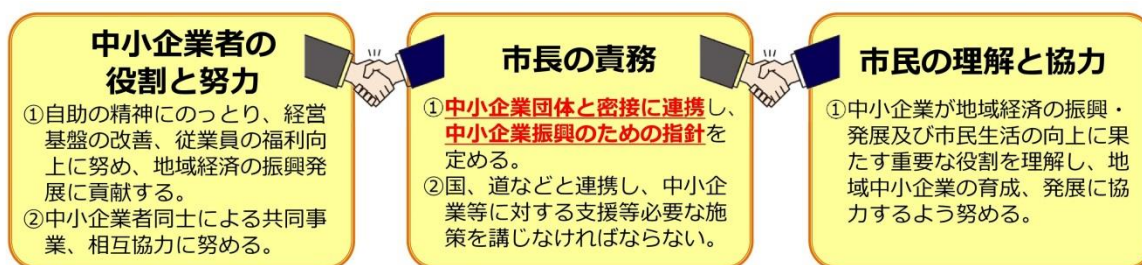 中小企業者の
役割と努力
①自助の精神にのっとり、経営
基盤の改善、従業員の福利向
上に努め、地域経済の振興発
展に貢献する。
②中小企業者同士による共同事
業、相互協力に努める。
市長の責務
①中小企業団体と密接に連携し、
中小企業振興のための指針を
定める。
②国、道などと連携し、中小企
業等に対する支援等必要な施
策を講じなければならない。
市民の理解と協力
①中小企業が地域経済の振興・
発展及び市民生活の向上に果
たす重要な役割を理解し、地
域中小企業の育成、発展に協
力するよう努める。